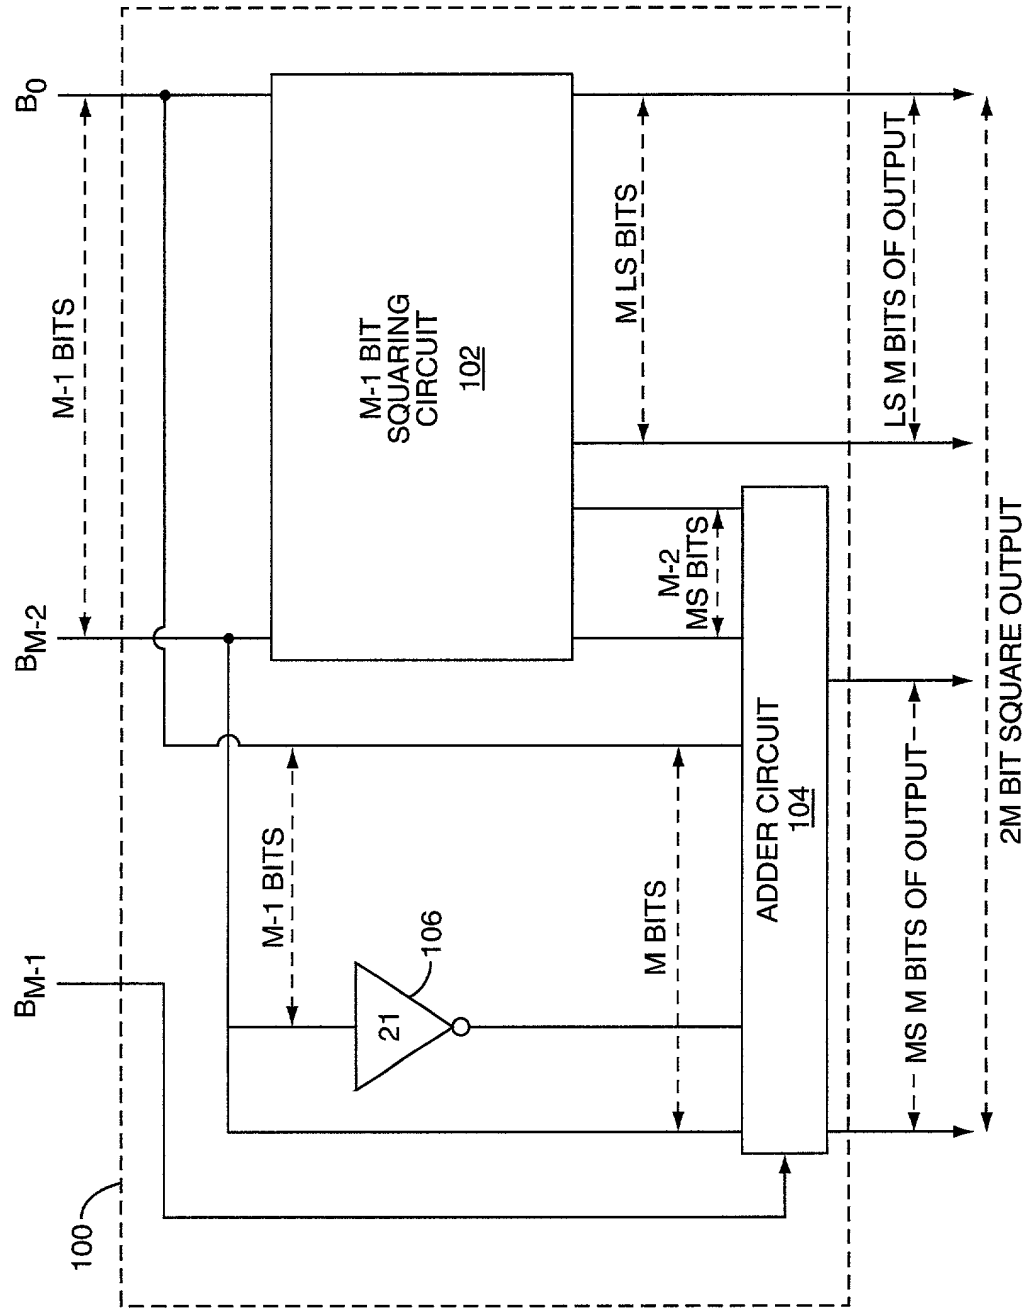 B0
M-1 BITS
BM-2
BM-1
100
M-1 BIT
SQUARING
CIRCUIT
102
M-1 BITS
21
106
M LS BITS
M-2
MS BITS
M BITS
ADDER CIRCUIT
104
LS M BITS OF OUTPUT
MS M BITS OF OUTPUT
2M BIT SQUARE OUTPUT